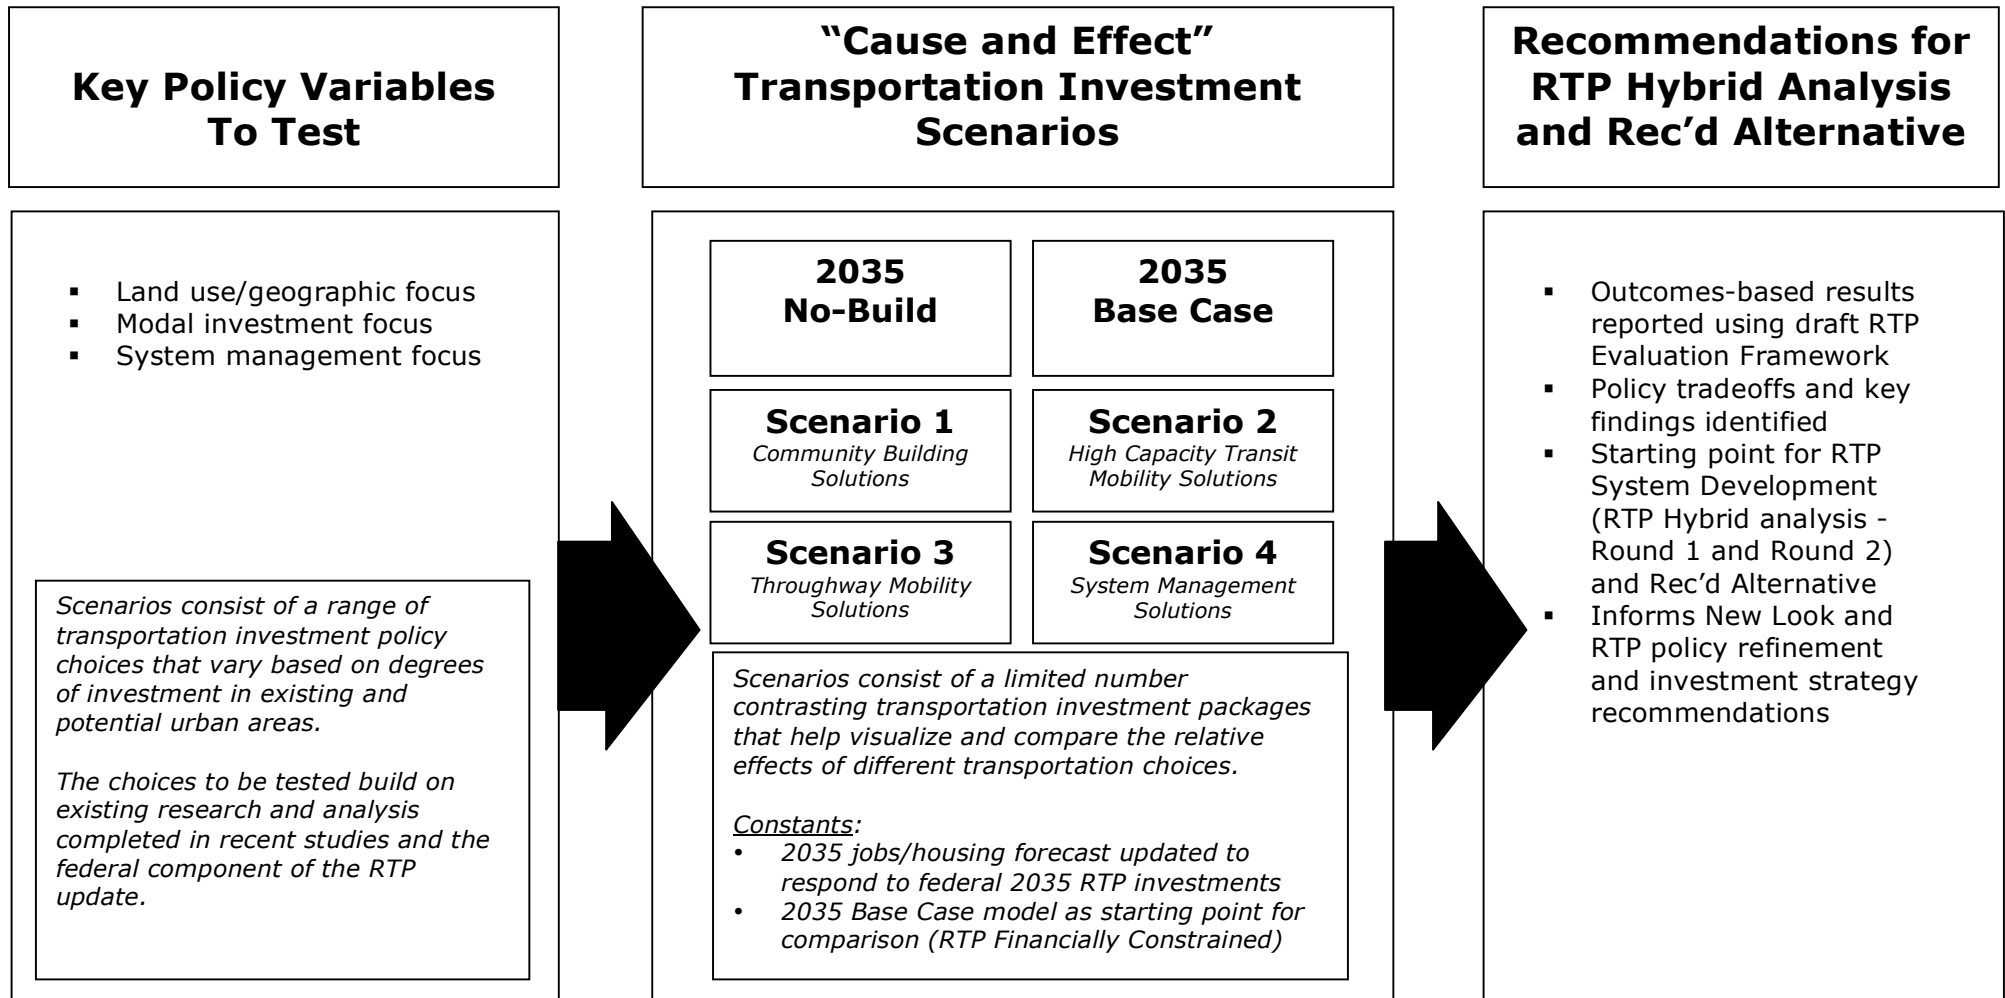 Key Policy Variables
To Test
“Cause and Effect”
Transportation Investment
Scenarios
Recommendations for
RTP Hybrid Analysis
and Rec’d Alternative
▪ Land use/geographic focus
▪ Modal investment focus
▪ System management focus
Scenarios consist of a range of
transportation investment policy
choices that vary based on degrees
of investment in existing and
potential urban areas.
The choices to be tested build on
existing research and analysis
completed in recent studies and the
federal component of the RTP
update.
2035
No-Build
2035
Base Case
Scenario 1
Community Building
Solutions
Scenario 2
High Capacity Transit
Mobility Solutions
Scenario 3
Throughway Mobility
Solutions
Scenario 4
System Management
Solutions
Scenarios consist of a limited number
contrasting transportation investment packages
that help visualize and compare the relative
effects of different transportation choices.
Constants:
• 2035 jobs/housing forecast updated to
respond to federal 2035 RTP investments
• 2035 Base Case model as starting point for
comparison (RTP Financially Constrained)
▪ Outcomes-based results
reported using draft RTP
Evaluation Framework
▪ Policy tradeoffs and key
findings identified
▪ Starting point for RTP
System Development
(RTP Hybrid analysis -
Round 1 and Round 2)
and Rec’d Alternative
▪ Informs New Look and
RTP policy refinement
and investment strategy
recommendations